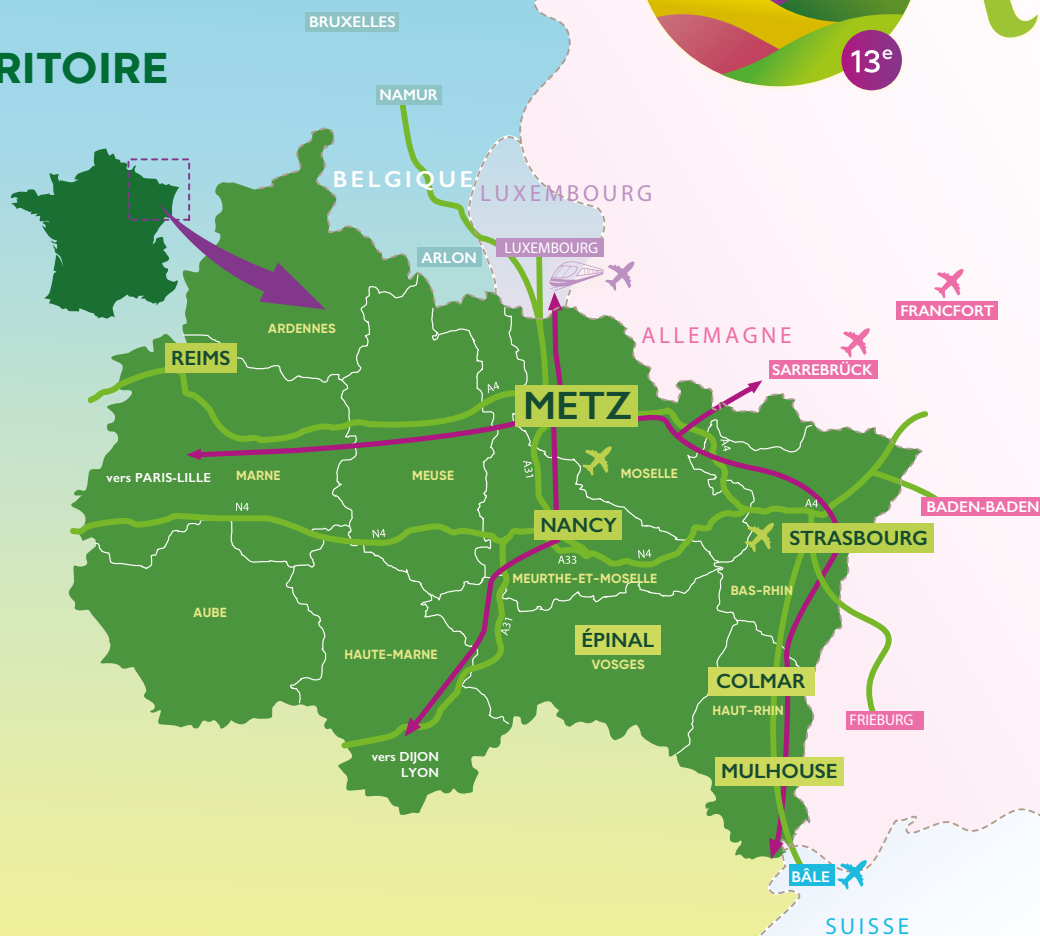 BRUXELLES
13e
RITOIRE
NAMUR
BELGIQUE
LUXEMBOURG
ARLON
LUXEMBOURG
FRANCFORT
ARDENNES
ALLEMAGNE
REIMS
SARREBRÜCK
A4
METZ
A4
A31
vers PARIS-LILLE
MARNE
MEUSE
MOSELLE
N4
A4
BADEN-BADEN
NANCY
STRASBOURG
N4
A33
N4
MEURTHE-ET-MOSELLE
BAS-RHIN
AUBE
A31
ÉPINAL
HAUTE-MARNE
VOSGES
COLMAR
HAUT-RHIN
FRIEBURG
vers DIJON
LYON
MULHOUSE
BÂLE
SUISSE